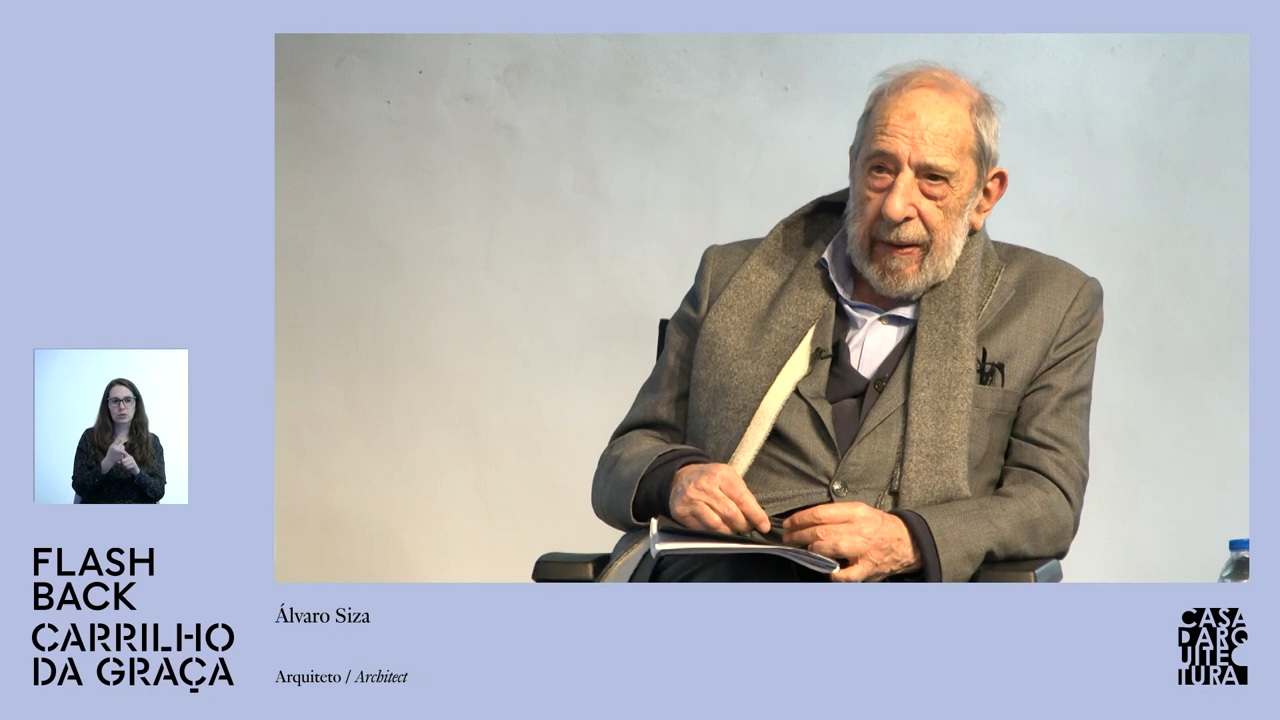 FLASH
BACK
CARRILHO
DA GRAÇA
Álvaro Siza
Arquiteto / Architect
CASA
DARQ
UITEC
TURA